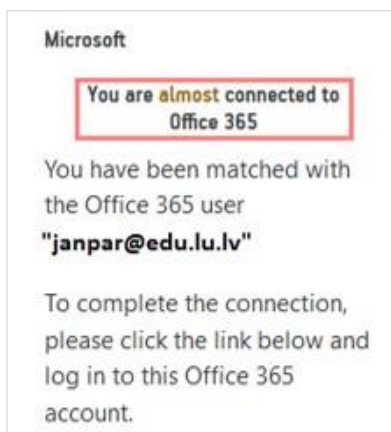 Microsoft
You are almost connected to
Office 365
You have been matched with
the Office 365 user
"janpar@edu.lu.lv"
To complete the connection,
please click the link below and
log in to this Office 365
account.